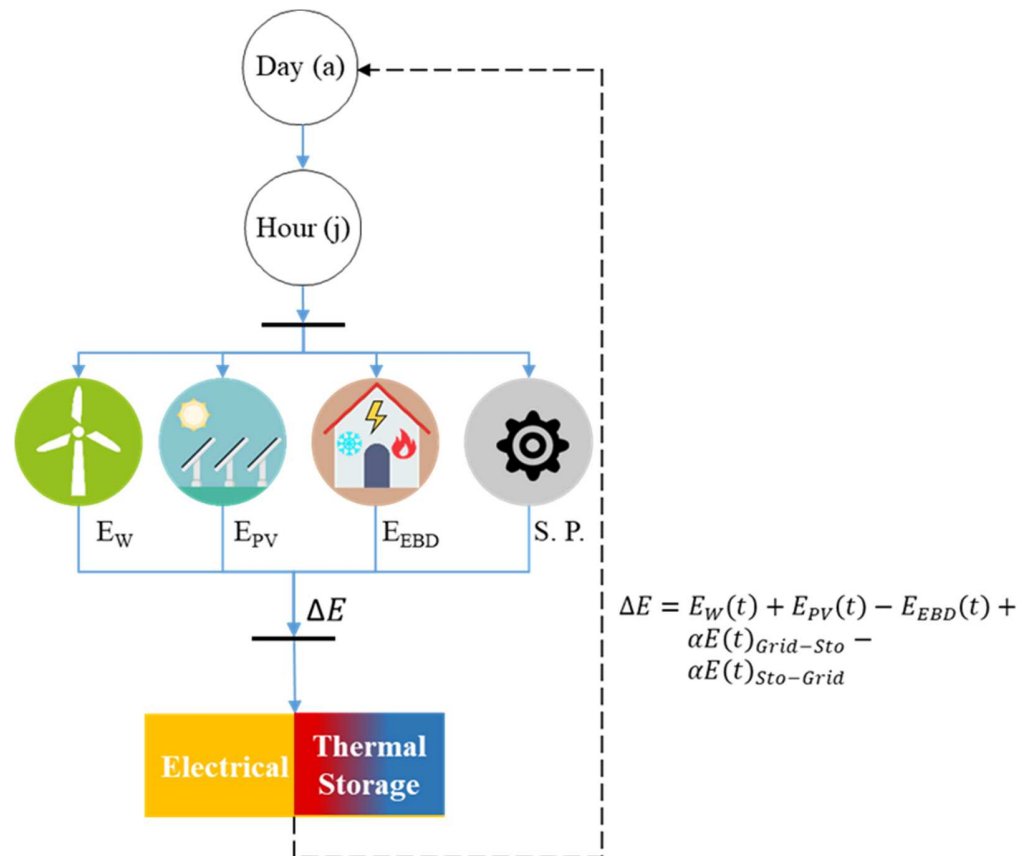 Day (a)
Hour (j)
E_W
E_PV
E_EBD
S. P.
ΔE
ΔE = E_W(t) + E_PV(t) − E_EBD(t) +
αE(t)_Grid−Sto −
αE(t)_Sto−Grid
Electrical
Thermal
Storage